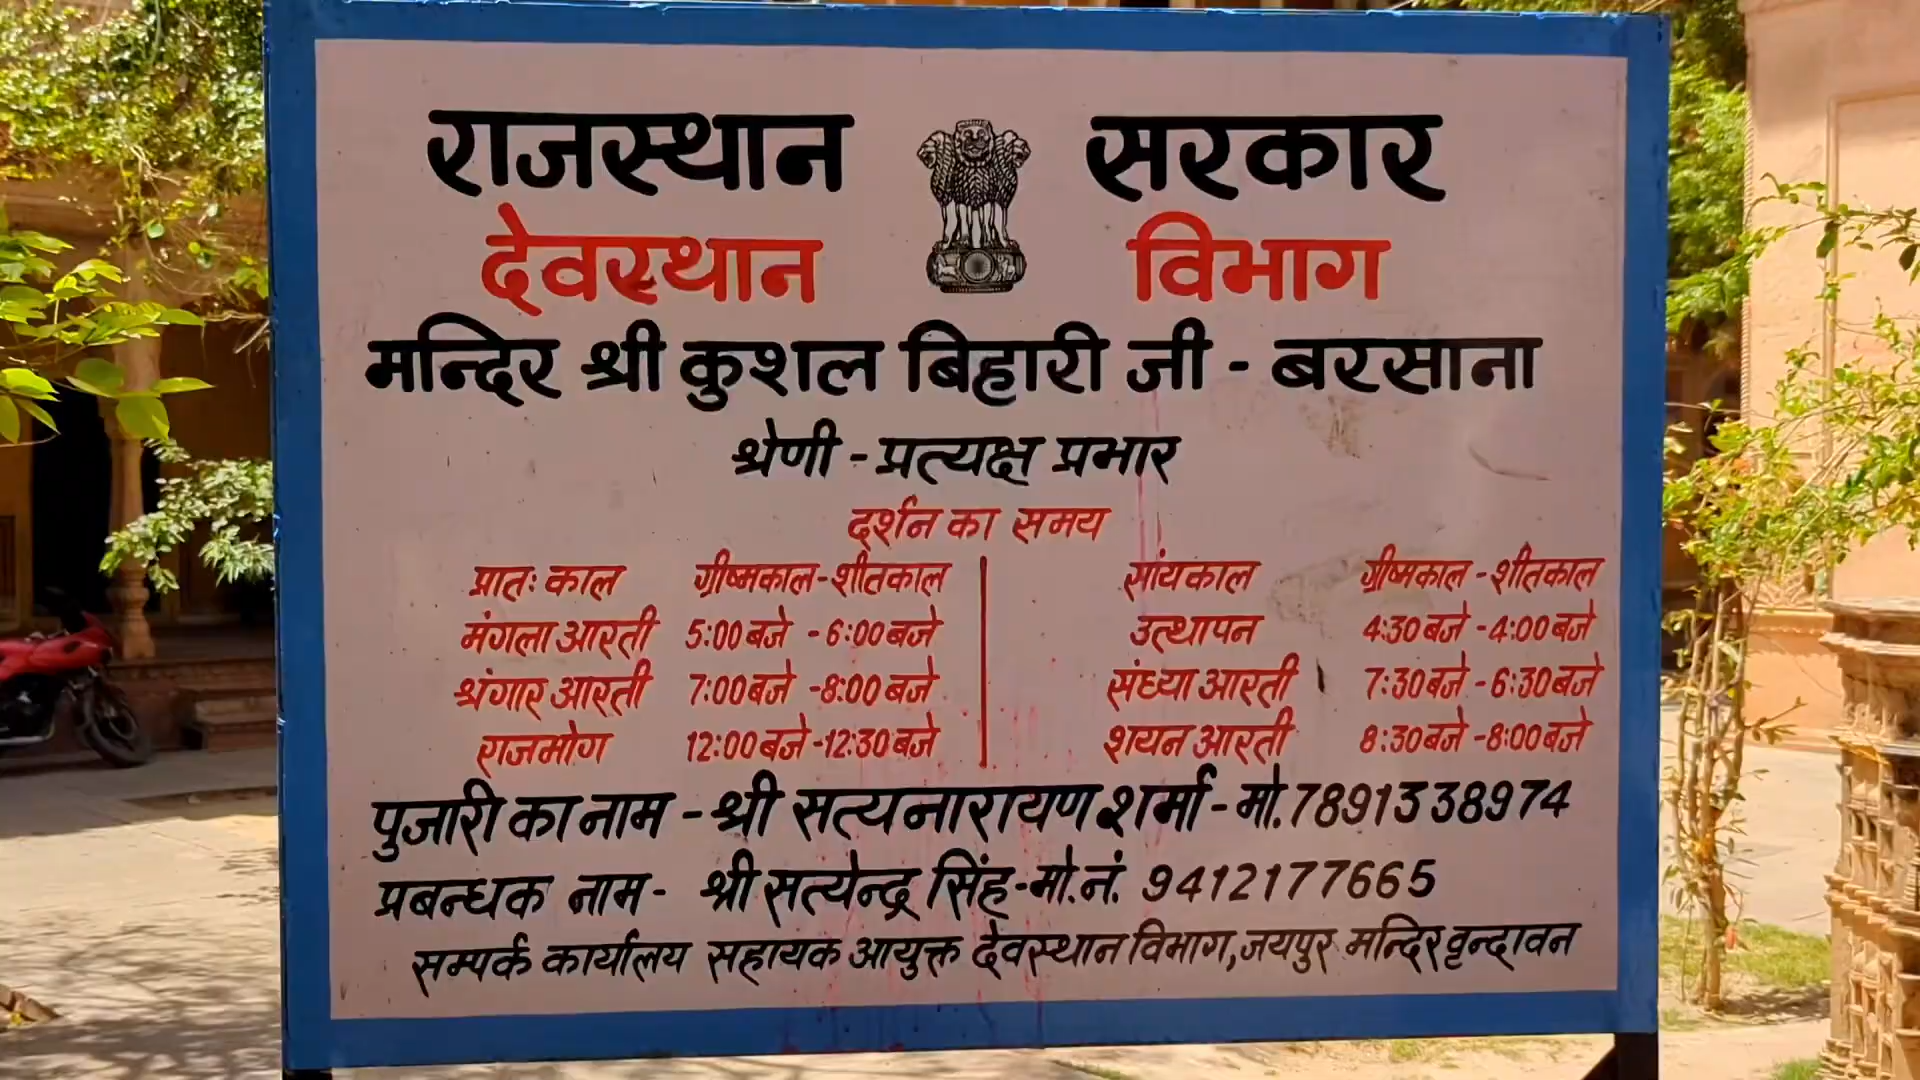 राजस्थान सरकार
देवस्थान विभाग
मन्दिर श्री कुशल बिहारी जी - बरसाना
श्रेणी - प्रत्यक्ष प्रभार
दर्शन का समय
प्रातः काल ग्रीष्मकाल - शीतकाल सांयकाल ग्रीष्मकाल - शीतकाल
मंगला आरती 5:00 बजे - 6:00 बजे उत्थापन 4:30 बजे - 4:00 बजे
श्रंगार आरती 7:00 बजे - 8:00 बजे संध्या आरती 7:30 बजे - 6:30 बजे
राजभोग 12:00 बजे - 12:30 बजे शयन आरती 8:30 बजे - 8:00 बजे
पुजारी का नाम - श्री सत्यनारायण शर्मा - मो. 7891338974
प्रबन्धक नाम - श्री सत्येन्द्र सिंह - मो.नं. 9412177665
सम्पर्क कार्यालय सहायक आयुक्त देवस्थान विभाग, जयपुर मन्दिर वृन्दावन